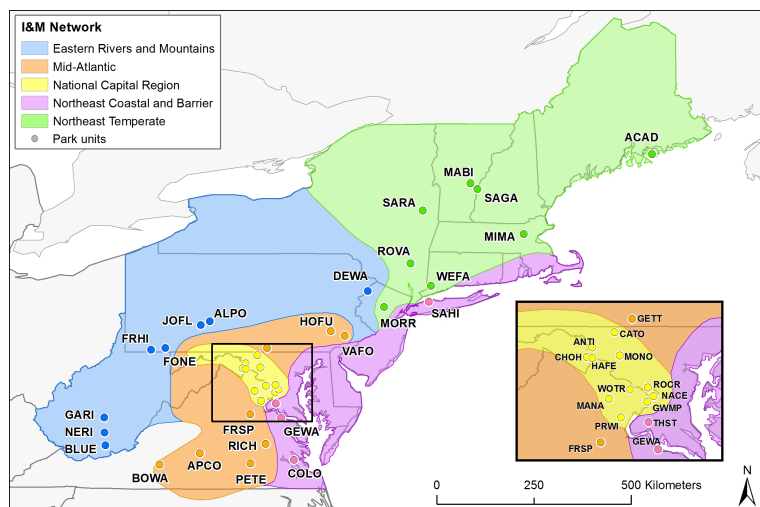 I&M Network
Eastern Rivers and Mountains
Mid-Atlantic
National Capital Region
Northeast Coastal and Barrier
Northeast Temperate
Park units
ACAD
MABI
SAGA
SARA
MIMA
ROVA
WEFA
DEWA
SAHI
MORR
ALPO
JOFL
HOFU
VAFO
FRHI
FONE
GARI
NERI
BLUE
FRSP
GEWA
RICH
APCO
BOWA
PETE
COLO
GETT
CATO
ANTI
CHOH
MONO
HAFE
WOTR
ROCR
NACE
MANA
GWMP
PRWI
THST
GEWA
FRSP
0 250 500 Kilometers
N